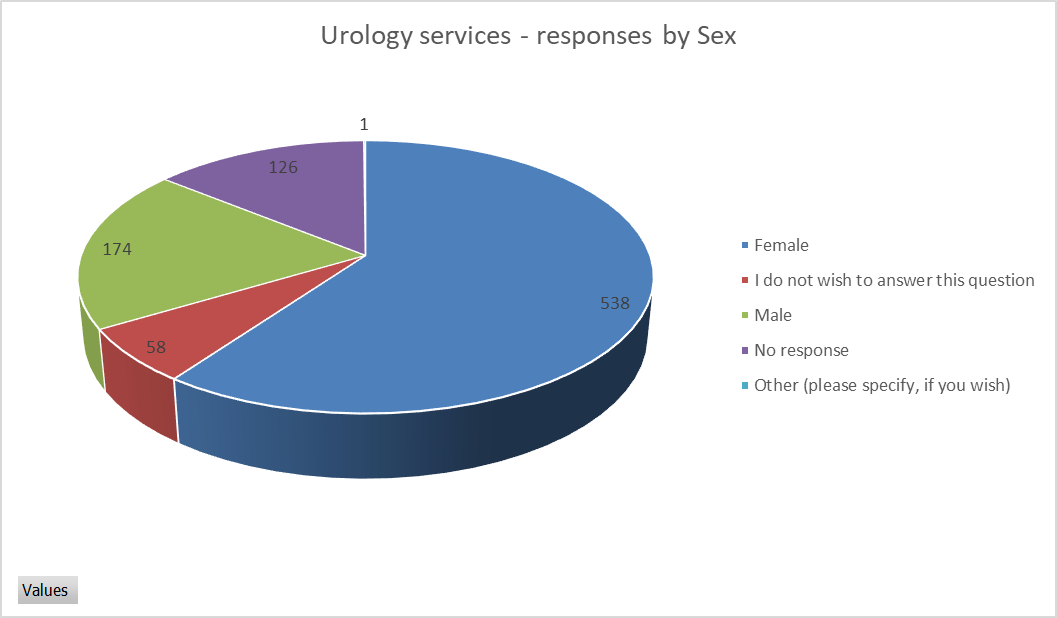 Urology services - responses by Sex
1
126
174
538
58
Female
I do not wish to answer this question
Male
No response
Other (please specify, if you wish)
Values